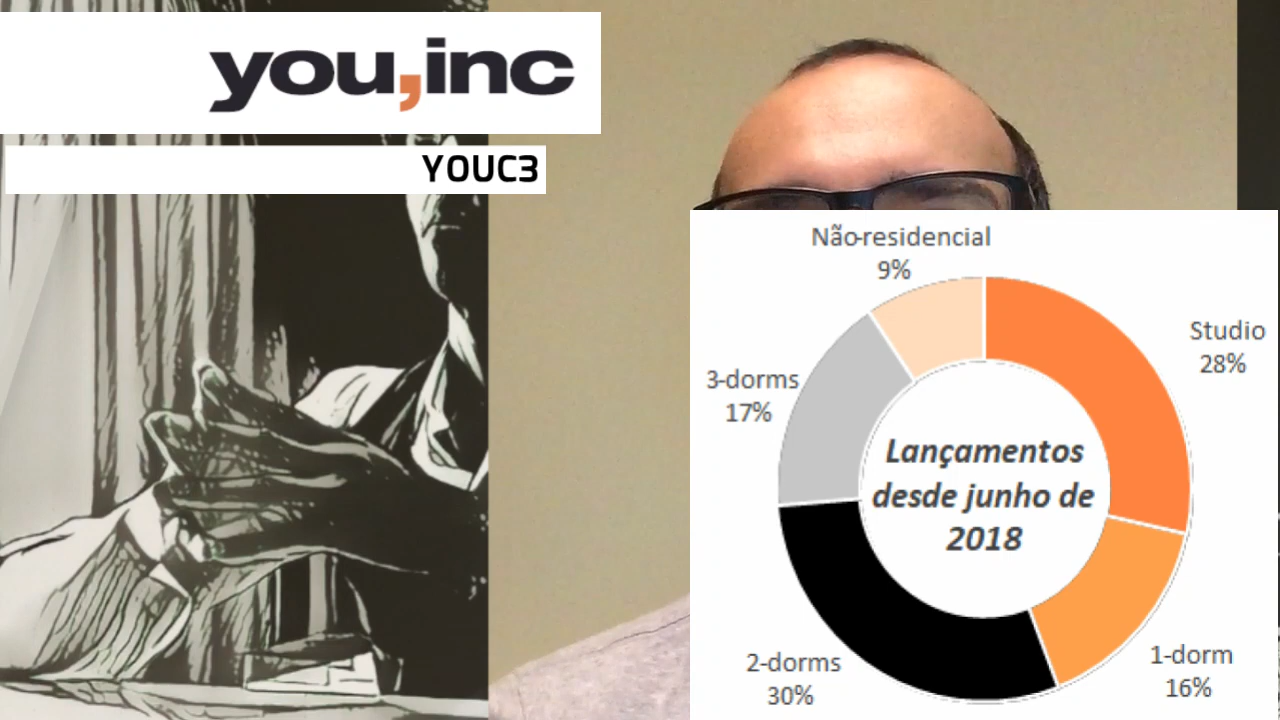 you,inc
YOUC3
Não-residencial
9%
Studio
28%
3-dorms
17%
Lançamentos
desde junho de
2018
2-dorms
30%
1-dorm
16%